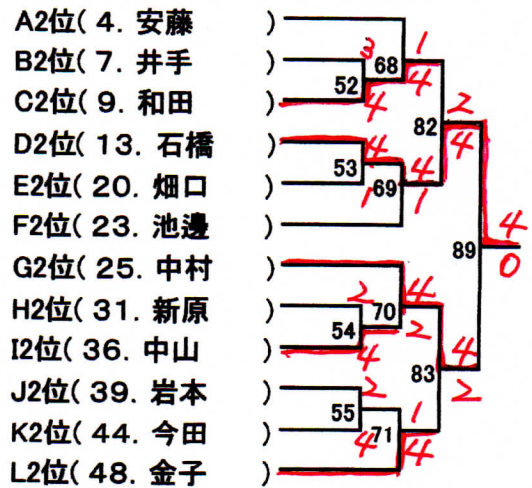 A2位( 4. 安藤 )
B2位( 7. 井手 )
C2位( 9. 和田 )
D2位( 13. 石橋 )
E2位( 20. 畑口 )
F2位( 23. 池邊 )
G2位( 25. 中村 )
H2位( 31. 新原 )
I2位( 36. 中山 )
J2位( 39. 岩本 )
K2位( 44. 今田 )
L2位( 48. 金子 )
3
52
4
4
53
1
2
54
4
2
55
4
1
68
4
4
69
1
4
70
2
1
71
4
2
82
4
4
83
2
4
89
0